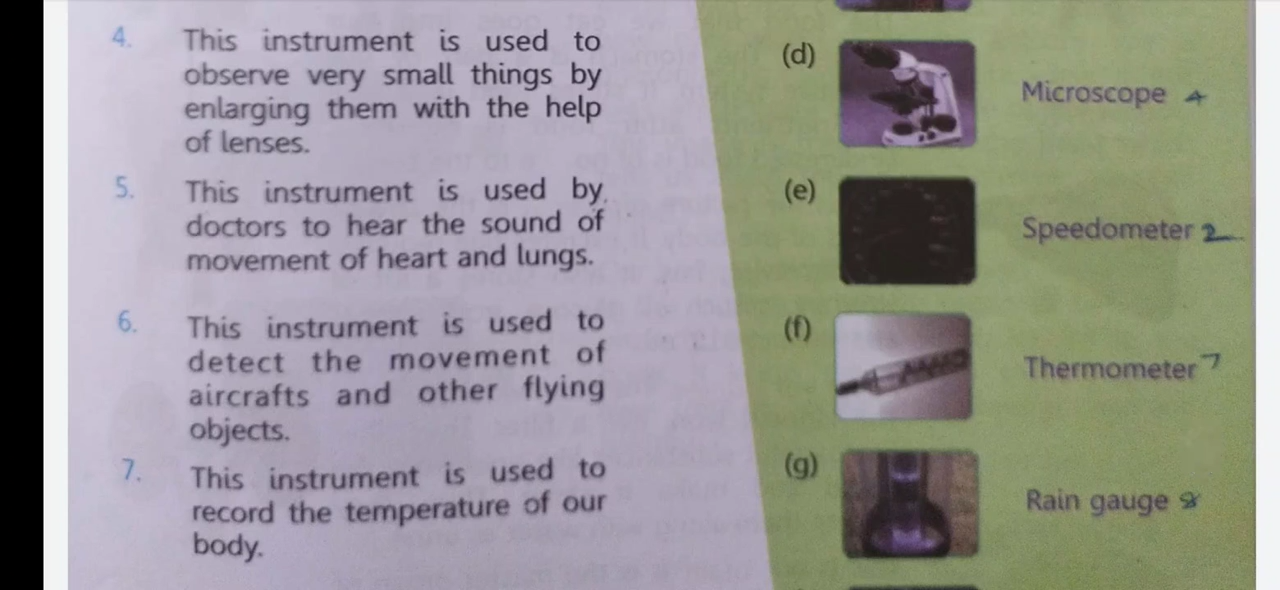 4. This instrument is used to
observe very small things by
enlarging them with the help
of lenses.
5. This instrument is used by
doctors to hear the sound of
movement of heart and lungs.
6. This instrument is used to
detect the movement of
aircrafts and other flying
objects.
7. This instrument is used to
record the temperature of our
body.
(d) Microscope 4
(e) Speedometer 2
(f) Thermometer 7
(g) Rain gauge 8